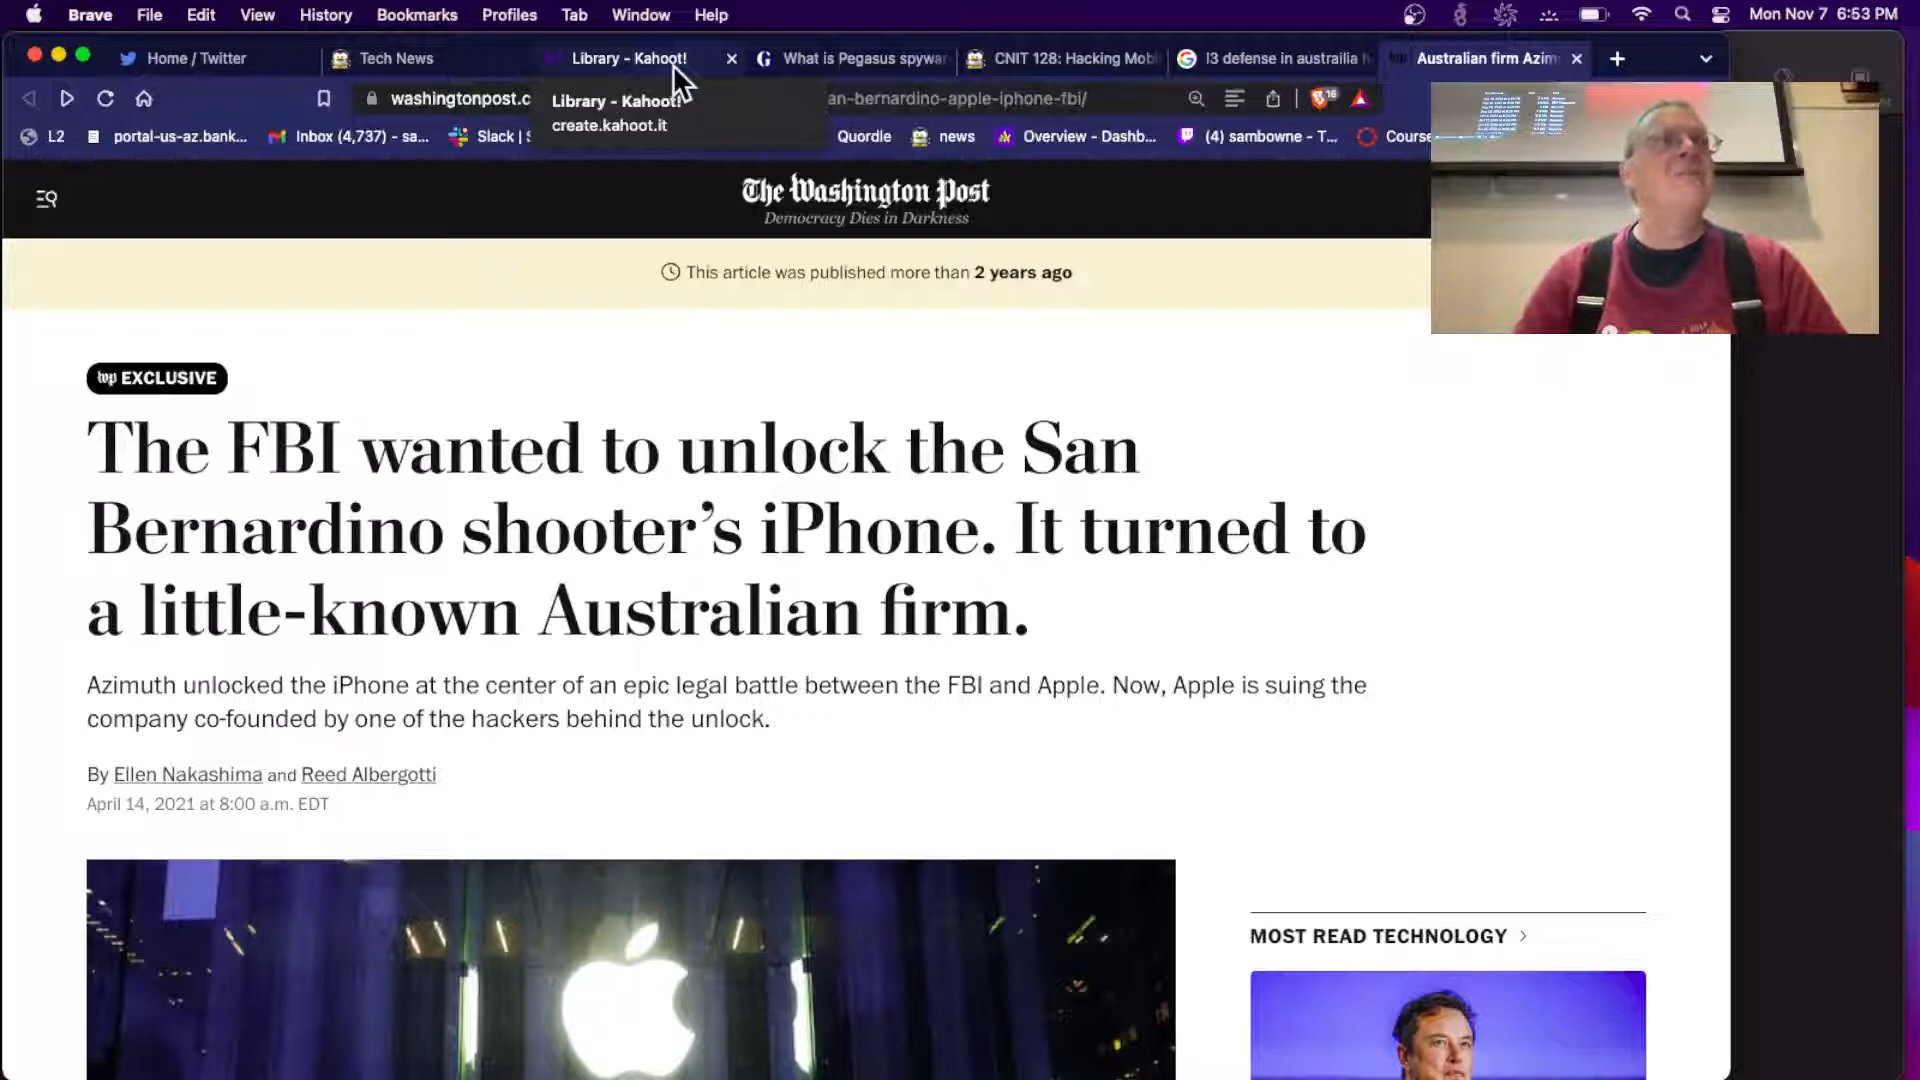 Brave File Edit View History Bookmarks Profiles Tab Window Help Mon Nov 7 6:53 PM
Home / Twitter Tech News Library - Kahoot! What is Pegasus spywar CNIT 128: Hacking Mobi l3 defense in austrailia Australian firm Azim
washingtonpost.c an-bernardino-apple-iphone-fbi/ 16
Library - Kahoot!
create.kahoot.it
L2 portal-us-az.bank... Inbox (4,737) - sa... Slack | Quordle news Overview - Dashb... (4) sambowne - T... Course
The Washington Post
Democracy Dies in Darkness
This article was published more than 2 years ago
wp EXCLUSIVE
The FBI wanted to unlock the San
Bernardino shooter’s iPhone. It turned to
a little-known Australian firm.
Azimuth unlocked the iPhone at the center of an epic legal battle between the FBI and Apple. Now, Apple is suing the
company co-founded by one of the hackers behind the unlock.
By Ellen Nakashima and Reed Albergotti
April 14, 2021 at 8:00 a.m. EDT
MOST READ TECHNOLOGY